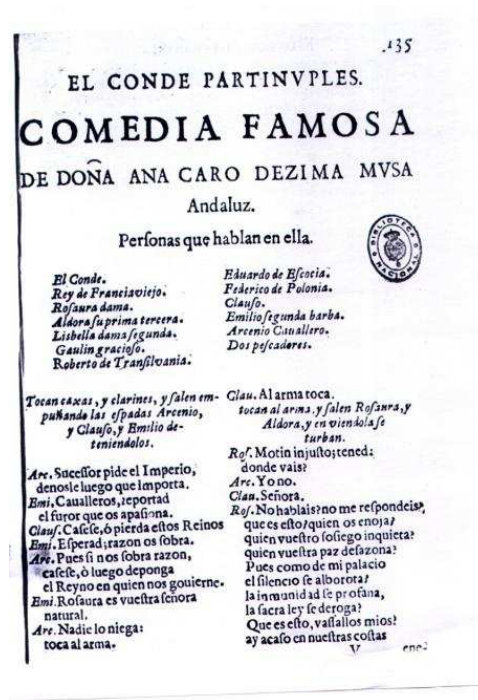 .135
EL CONDE PARTINVPLES.
COMEDIA FAMOSA
DE DOÑA ANA CARO DEZIMA MVSA
Andaluz.
Perſonas que hablan en ella.
BIBLIOTECA NACIONAL
El Conde.
Rey de Francia viejo.
Roſaura dama.
Aldora ſu prima tercera.
Lisbella dama ſegunda.
Gaulin gracioſo.
Roberto de Tranſilvania.
Eduardo de Eſcocia.
Federico de Polonia.
Clauſo.
Emilio ſegunda barba.
Arcenio Cauallero.
Dos peſcadores.
Tocan caxas, y clarines, y ſalen em-
puñando las eſpadas Arcenio,
y Clauſo, y Emilio de-
teniendolos.
Arc. Suceſſor pide el Imperio,
denosle luego que importa.
Emi. Caualleros, reportad
el furor que os apaſiona.
Clauſ. Caſeſe, ò pierda eſtos Reinos
Emi. Eſperad; razon os ſobra.
Arc. Pues ſi nos ſobra razon,
caſeſe, ò luego deponga
el Reyno en quien nos gouierne.
Emi. Roſaura es vueſtra ſeñora
natural.
Arc. Nadie lo niega:
toca al arma.
Clau. Al arma toca.
tocan al arma, y ſalen Roſaura, y
Aldora, y en viendola ſe
turban.
Roſ. Motin injuſto; tened:
donde vais?
Arc. Yo no.
Clau. Señora.
Roſ. No hablais? no me reſpondeis?
que es eſto? quien os enoja?
quien vueſtro ſoſiego inquieta?
quien vueſtra paz deſazona?
Pues como de mi palacio
el ſilencio ſe alborota?
la inmunidad ſe profana,
la ſacra ley ſe deroga?
Que es eſto, vaſſallos mios?
ay acaſo en nueſtras coſtas
V ene-